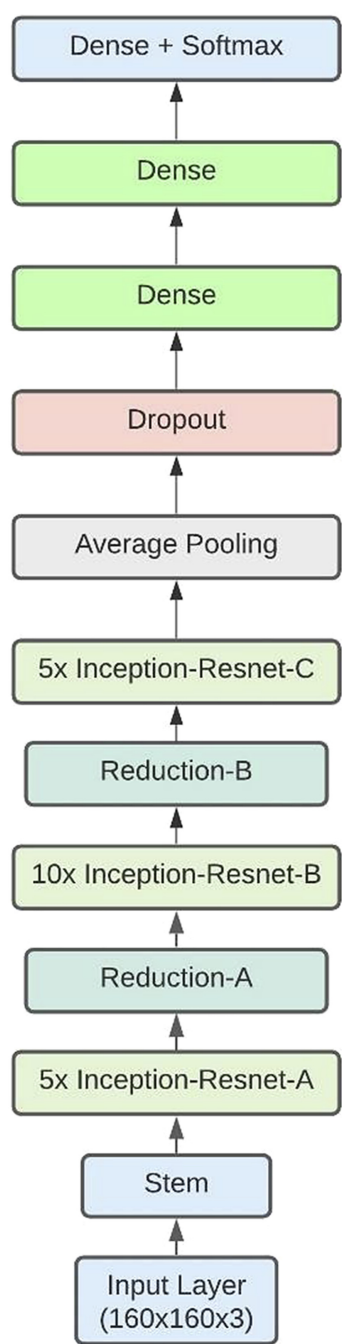 Dense + Softmax
Dense
Dense
Dropout
Average Pooling
5x Inception-Resnet-C
Reduction-B
10x Inception-Resnet-B
Reduction-A
5x Inception-Resnet-A
Stem
Input Layer
(160x160x3)